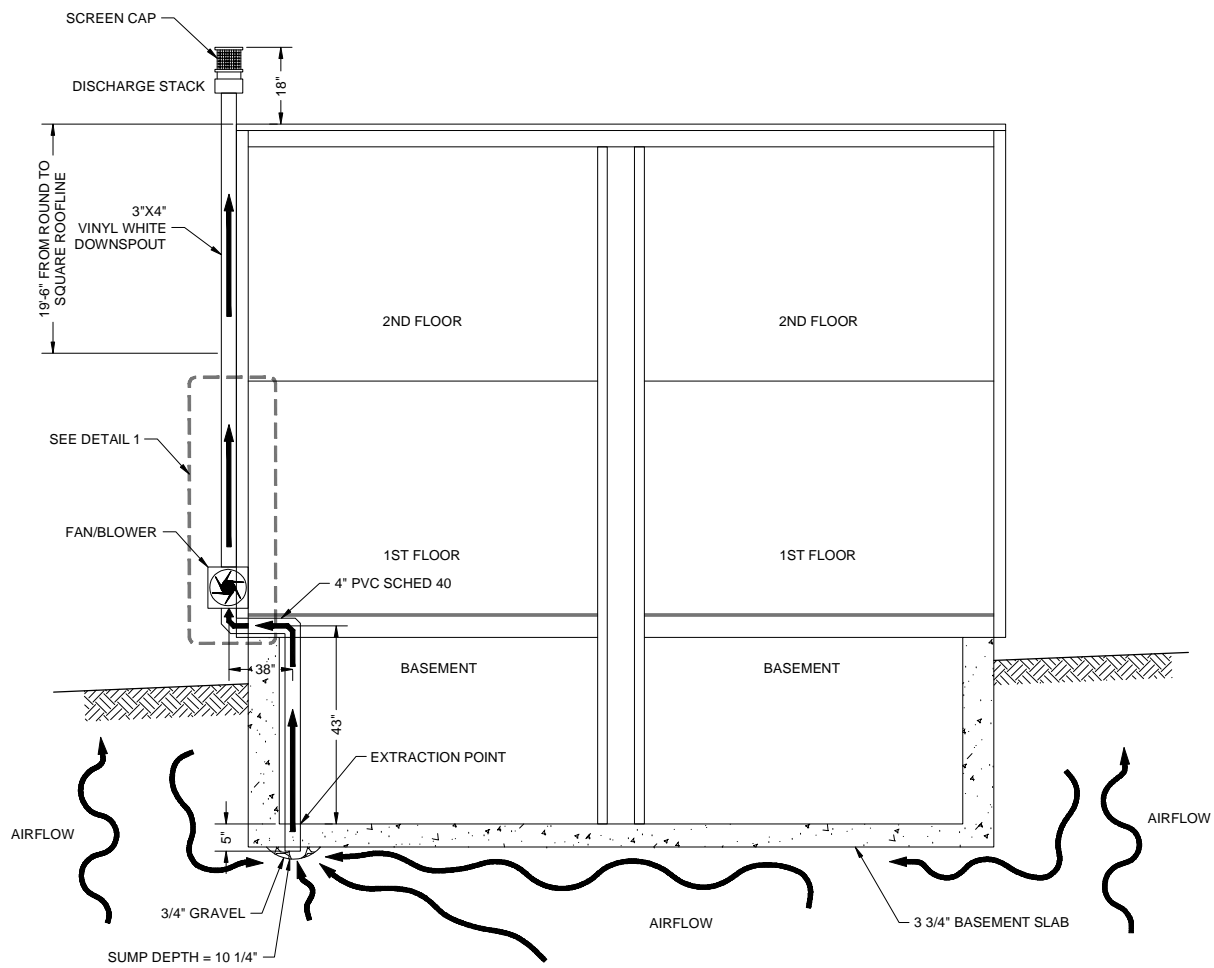 SCREEN CAP
DISCHARGE STACK
18"
19'-6" FROM ROUND TO
SQUARE ROOFLINE
3"X4"
VINYL WHITE
DOWNSPOUT
2ND FLOOR
2ND FLOOR
SEE DETAIL 1
FAN/BLOWER
1ST FLOOR
1ST FLOOR
4" PVC SCHED 40
38"
BASEMENT
BASEMENT
43"
EXTRACTION POINT
5"
AIRFLOW
AIRFLOW
3/4" GRAVEL
AIRFLOW
3 3/4" BASEMENT SLAB
SUMP DEPTH = 10 1/4"